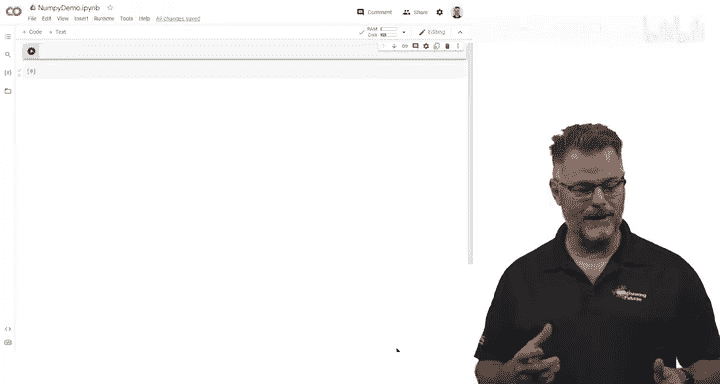 NumpyDemo.ipynb
File Edit View Insert Runtime Tools Help All changes saved
Comment Share
+ Code + Text
RAM
Disk
Editing
{x}